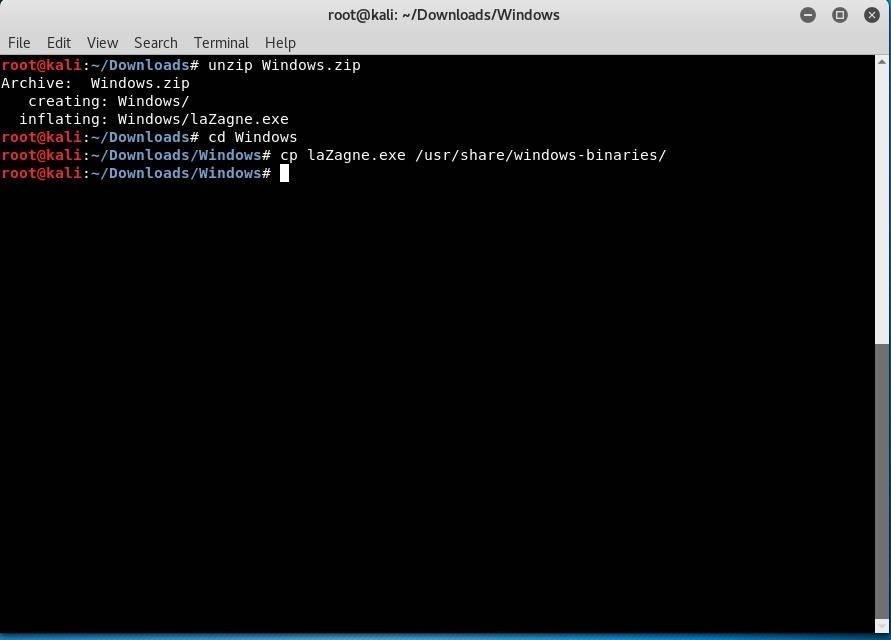 root@kali: ~/Downloads/Windows
File Edit View Search Terminal Help
root@kali:~/Downloads# unzip Windows.zip
Archive:  Windows.zip
   creating: Windows/
  inflating: Windows/laZagne.exe
root@kali:~/Downloads# cd Windows
root@kali:~/Downloads/Windows# cp laZagne.exe /usr/share/windows-binaries/
root@kali:~/Downloads/Windows#